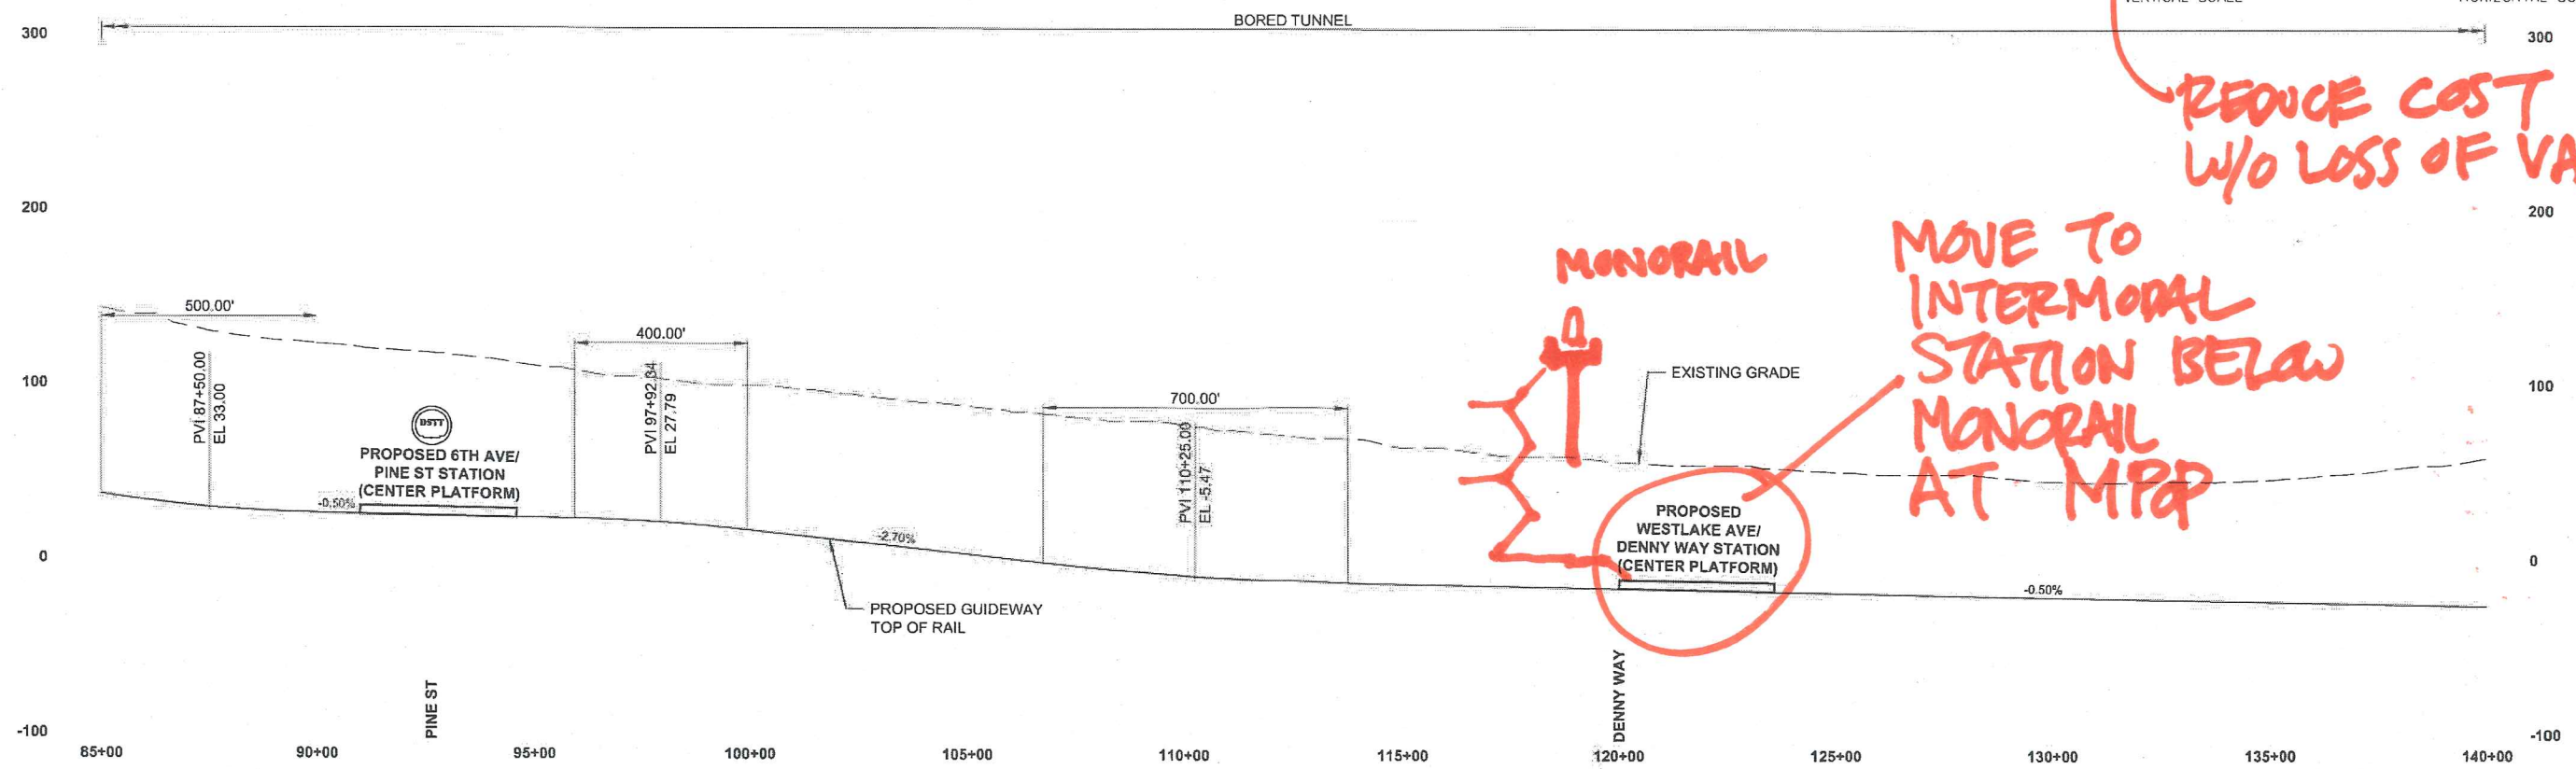 BORED TUNNEL
300
300
REDUCE COST
W/O LOSS OF VA
200
200
MONORAIL
MOVE TO
INTERMODAL
STATION BELOW
MONORAIL
AT MPOP
500.00'
400.00'
700.00'
EXISTING GRADE
100
100
PVI 87+50.00
EL 33.00
PVI 97+92.34
EL 27.79
PVI 110+25.00
EL -5.47
DSTT
PROPOSED 6TH AVE/
PINE ST STATION
(CENTER PLATFORM)
-0.50%
PROPOSED
WESTLAKE AVE/
DENNY WAY STATION
(CENTER PLATFORM)
-2.70%
0
0
-0.50%
PROPOSED GUIDEWAY
TOP OF RAIL
PINE ST
DENNY WAY
-100
-100
85+00 90+00 95+00 100+00 105+00 110+00 115+00 120+00 125+00 130+00 135+00 140+00